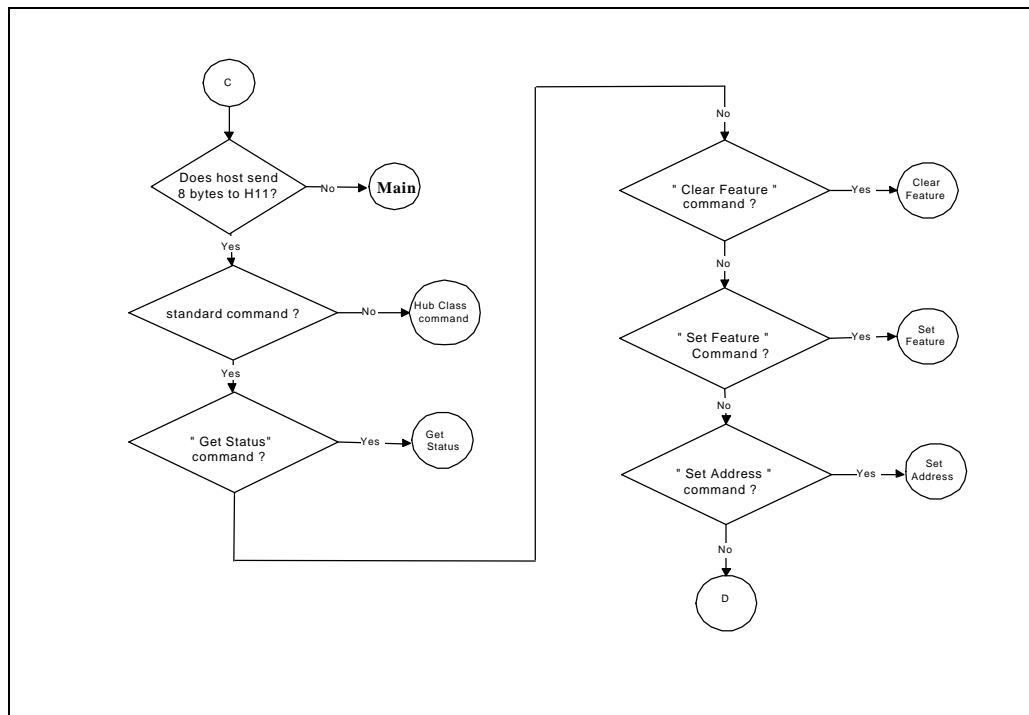 C
Does host send
8 bytes to H11?
No
Main
Yes
standard command ?
No
Hub Class
command
Yes
" Get Status"
command ?
Yes
Get
Status
No
" Clear Feature "
command ?
Yes
Clear
Feature
No
" Set Feature "
Command ?
Yes
Set
Feature
No
" Set Address "
command ?
Yes
Set
Address
No
D